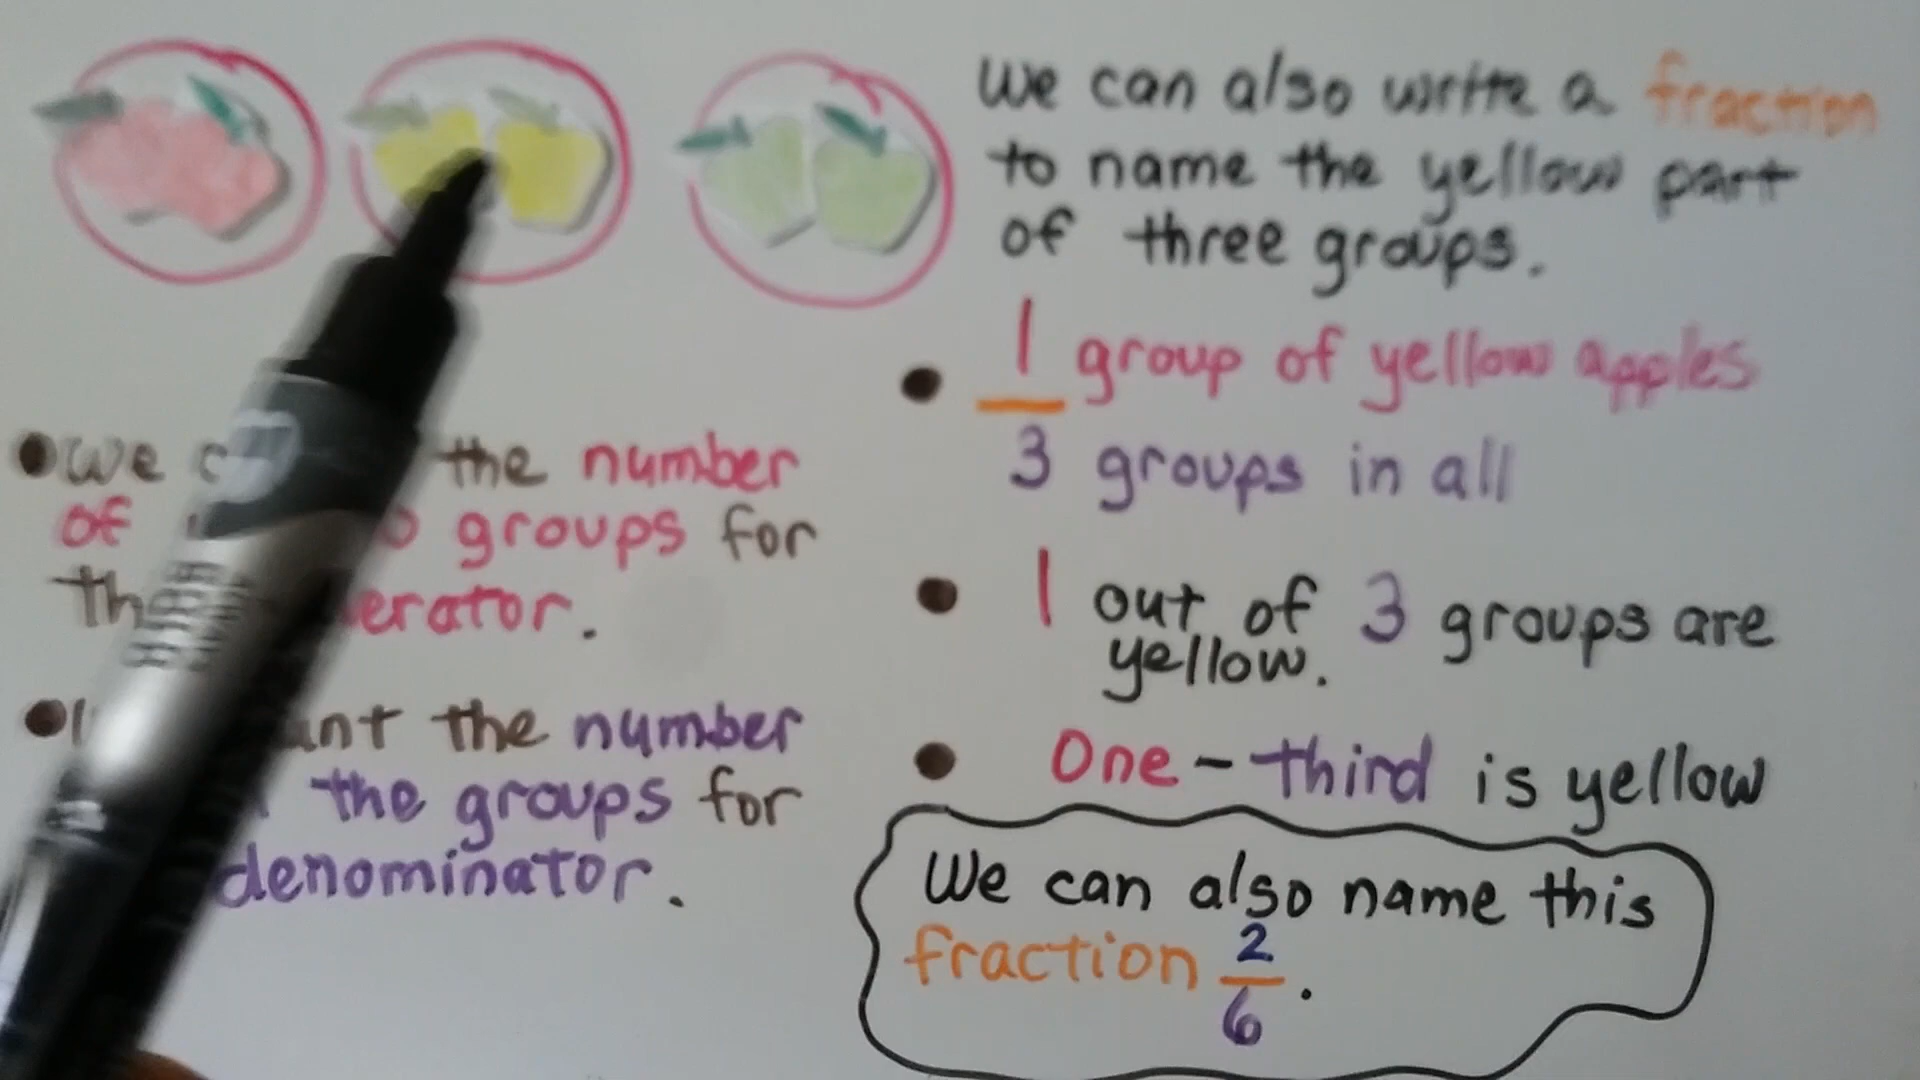 We can also write a fraction
to name the yellow part
of three groups.
1 group of yellow apples
3 groups in all
1 out of 3 groups are
yellow.
One-third is yellow
We can also name this
fraction 2/6.
we the number
of groups for
erator.
the number
the groups for
denominator.